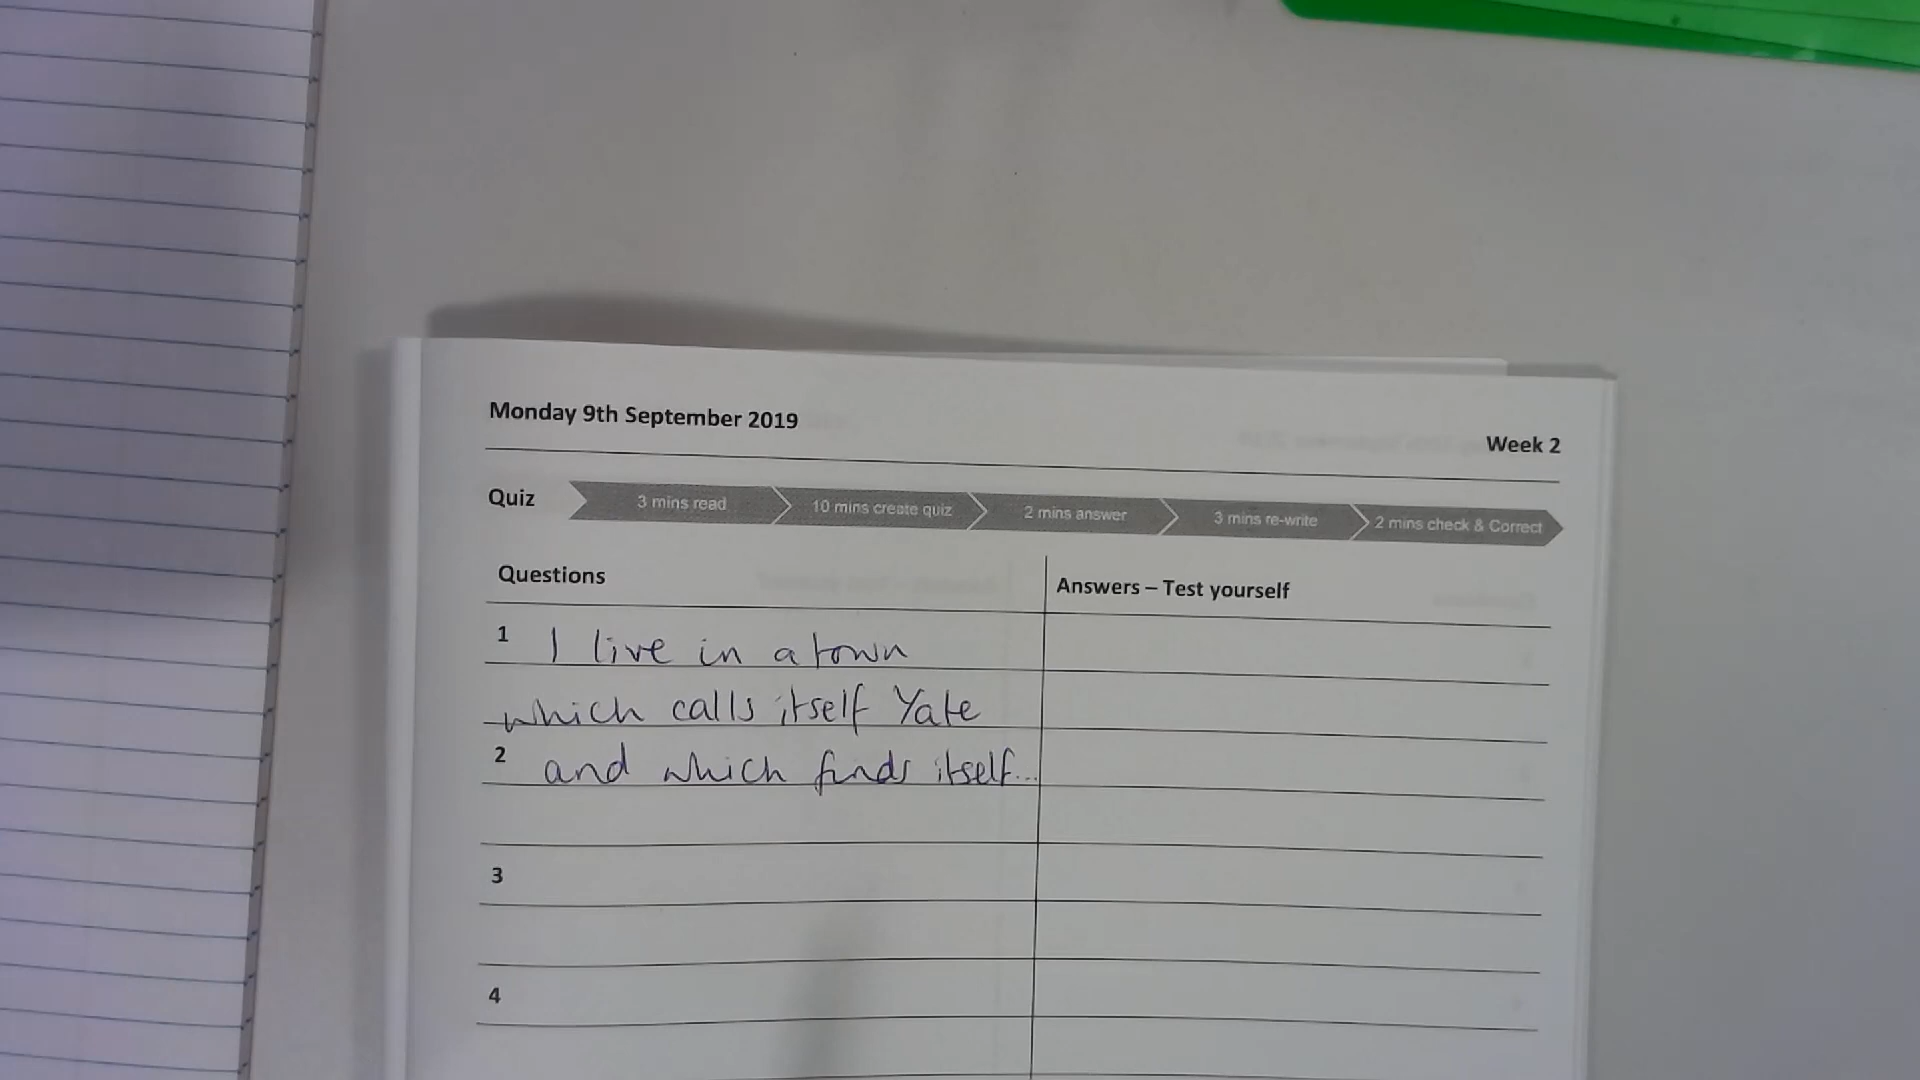 Monday 9th September 2019
Week 2
Quiz
3 mins read
10 mins create quiz
2 mins answer
3 mins re-write
2 mins check & Correct
Questions
Answers – Test yourself
1 I live in a town
which calls itself Yate
2 and which finds itself...
3
4